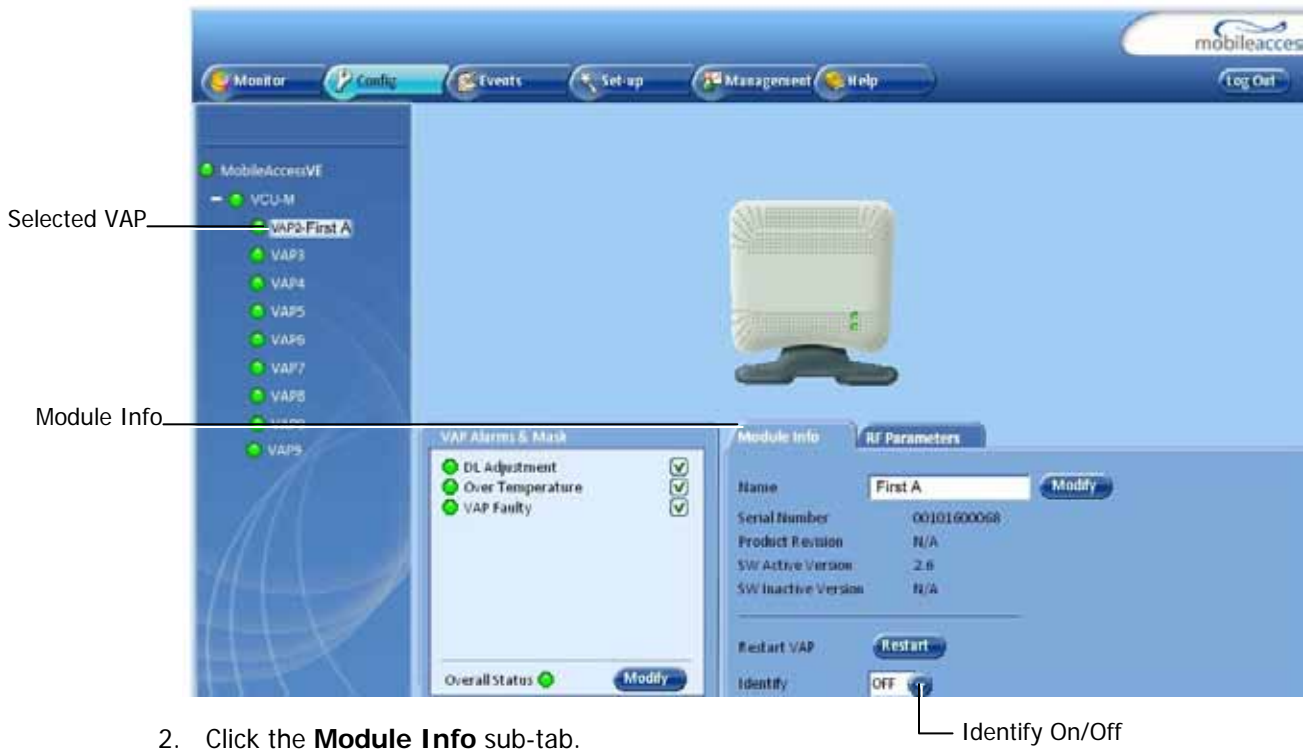 mobileacces
Monitor Config Events Set-up Management Help Log Out
MobileAccessVE
VCU-M
Selected VAP
VAP2-First A
VAP3
VAP4
VAP5
VAP6
VAP7
VAP8
VAP9
Module Info
VAP Alarms & Mask
DL Adjustment
Over Temperature
VAP Faulty
Overall Status Modify
Module Info RF Parameters
Name First A Modify
Serial Number 00101600068
Product Revision N/A
SW Active Version 2.6
SW Inactive Version N/A
Restart VAP Restart
Identify OFF
Identify On/Off
2. Click the Module Info sub-tab.